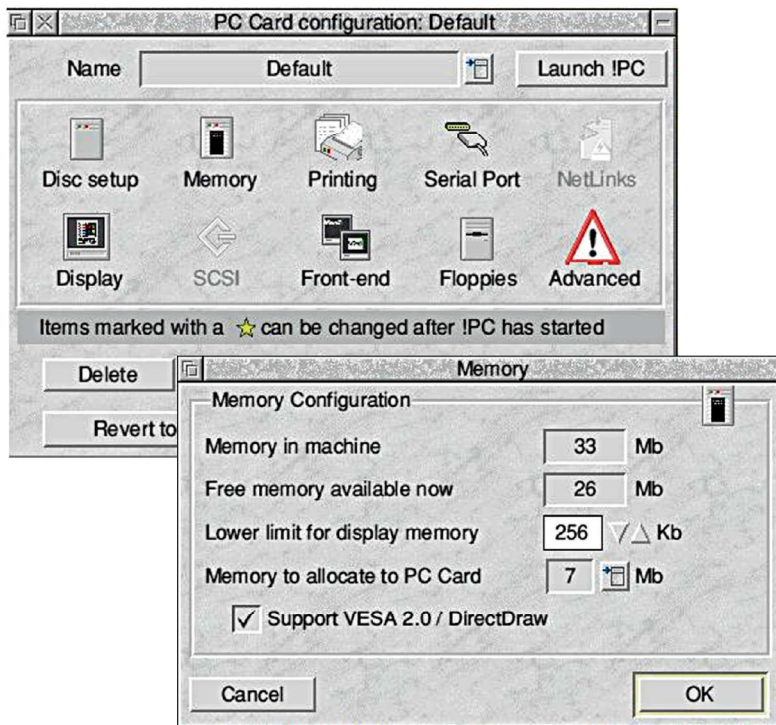 PC Card configuration: Default
Name Default Launch !PC
Disc setup Memory Printing Serial Port NetLinks
Display SCSI Front-end Floppies Advanced
Items marked with a can be changed after !PC has started
Delete
Revert to
Memory
Memory Configuration
Memory in machine 33 Mb
Free memory available now 26 Mb
Lower limit for display memory 256 Kb
Memory to allocate to PC Card 7 Mb
Support VESA 2.0 / DirectDraw
Cancel OK